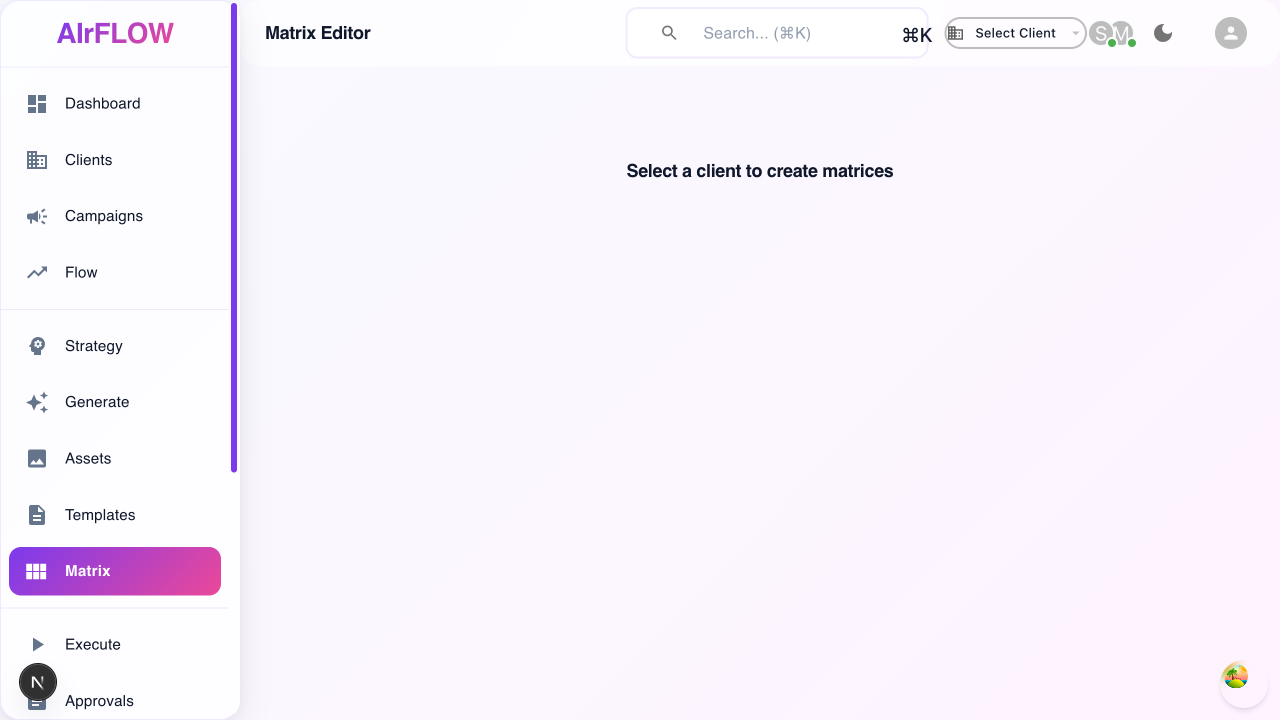 AIrFLOW
Dashboard
Clients
Campaigns
Flow
Strategy
Generate
Assets
Templates
Matrix
Execute
Approvals
N
Matrix Editor
Search... (⌘K)
⌘K
Select Client
S
M
Select a client to create matrices